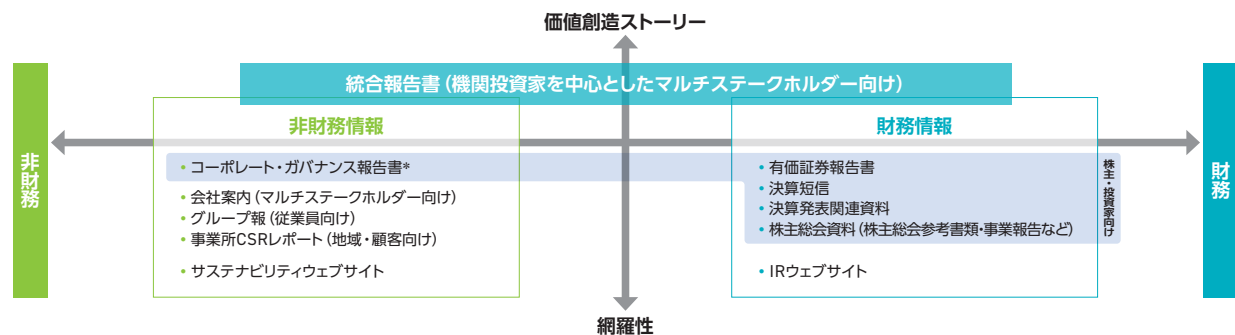 価値創造ストーリー
統合報告書（機関投資家を中心としたマルチステークホルダー向け）
非財務
非財務情報
• コーポレート・ガバナンス報告書*
• 会社案内（マルチステークホルダー向け）
• グループ報（従業員向け）
• 事業所CSRレポート（地域・顧客向け）
• サステナビリティウェブサイト
財務情報
• 有価証券報告書
• 決算短信
• 決算発表関連資料
• 株主総会資料（株主総会参考書類・事業報告など）
• IRウェブサイト
株主・投資家向け
財務
網羅性